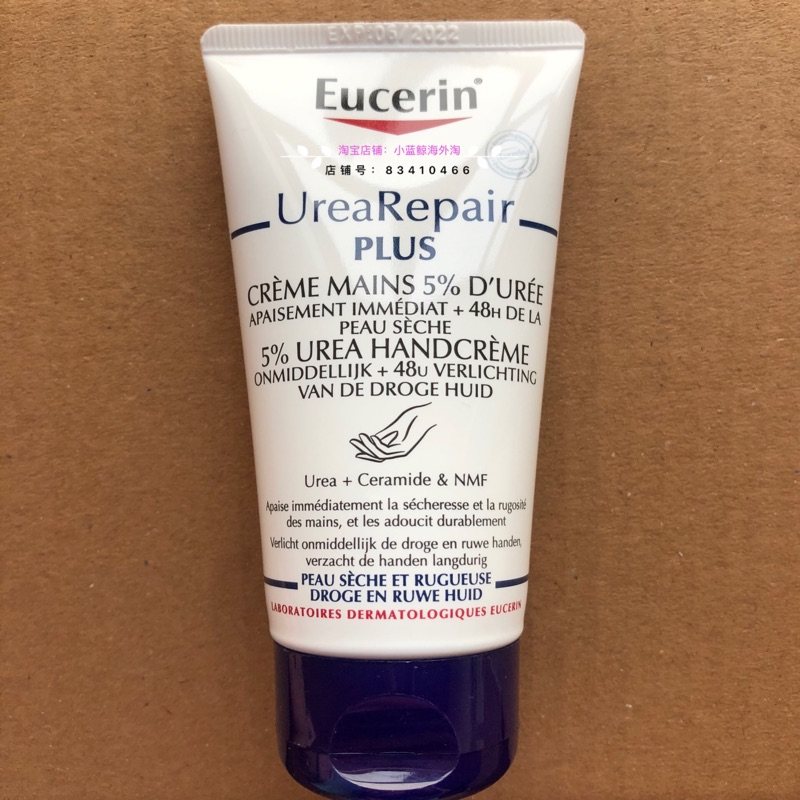 EXP:06/2022
Eucerin®
淘宝店铺：小蓝鲸海外淘
店铺号：83410466
UreaRepair
PLUS
CRÈME MAINS 5% D'URÉE
APAISEMENT IMMÉDIAT + 48H DE LA
PEAU SÈCHE
5% UREA HANDCRÈME
ONMIDDELLIJK + 48U VERLICHTING
VAN DE DROGE HUID
Urea + Ceramide & NMF
Apaise immédiatement la sécheresse et la rugosité
des mains, et les adoucit durablement
Verlicht onmiddelijk de droge en ruwe handen,
verzacht de handen langdurig
PEAU SÈCHE ET RUGUEUSE
DROGE EN RUWE HUID
LABORATOIRES DERMATOLOGIQUES EUCERIN